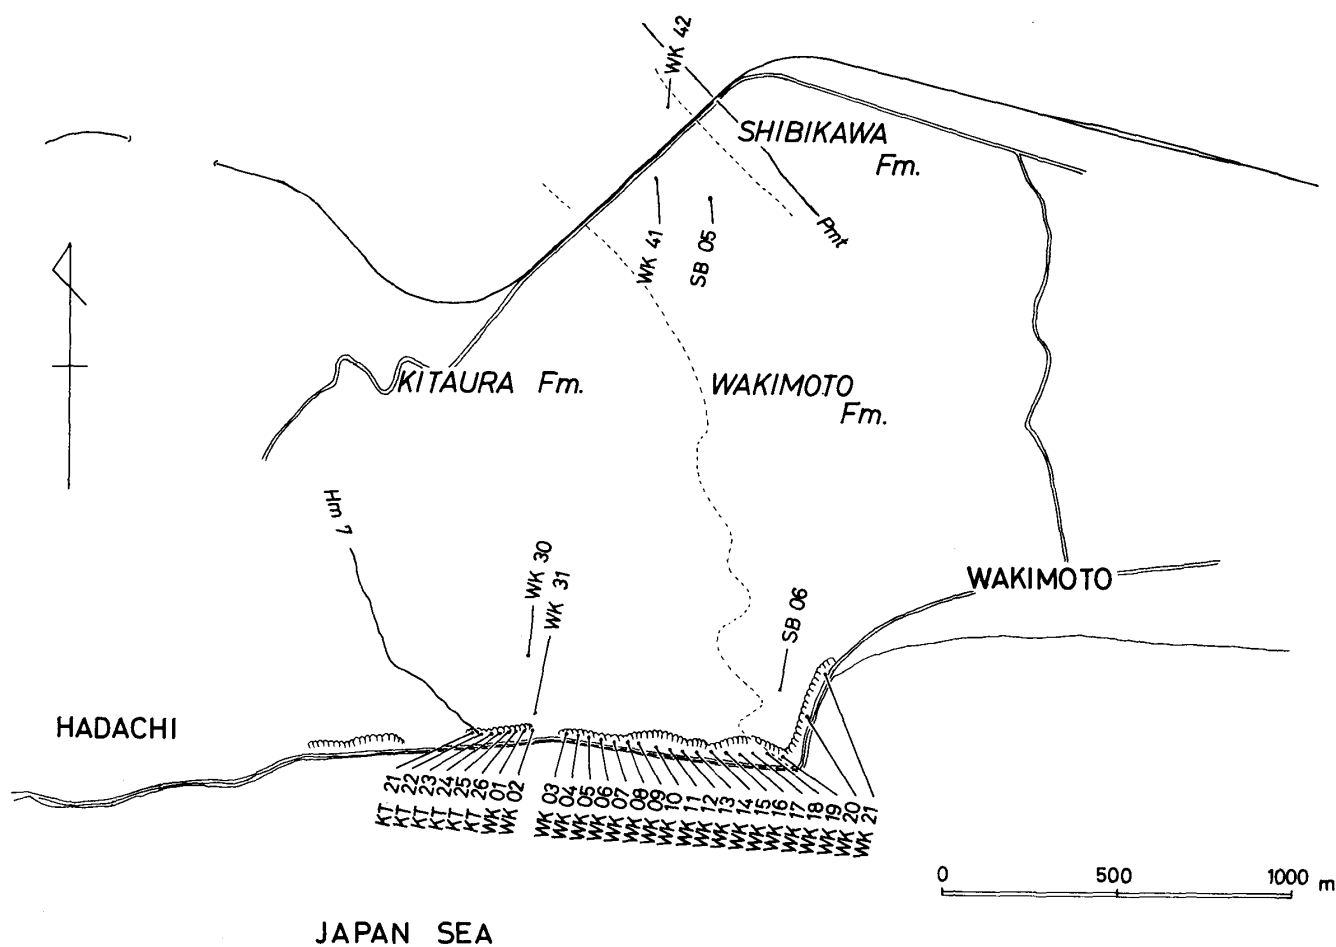 WK 42
SHIBIKAWA
Fm.
Pmt
WK 41
SB 05
KITAURA Fm.
WAKIMOTO
Fm.
Hm 7
WK 30
WK 31
WAKIMOTO
SB 06
HADACHI
KT 21
KT 22
KT 23
KT 24
KT 25
KT 26
WK 01
WK 02
WK 03
WK 04
WK 05
WK 06
WK 07
WK 08
WK 09
WK 10
WK 11
WK 12
WK 13
WK 14
WK 15
WK 16
WK 17
WK 18
WK 19
WK 20
WK 21
0 500 1000 m
JAPAN SEA